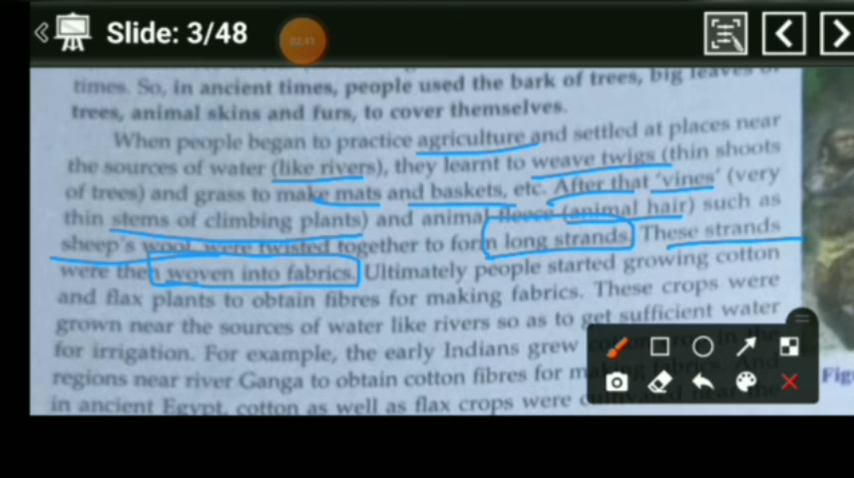 Slide: 3/48
02:41
times. So, in ancient times, people used the bark of trees, big leaves of
trees, animal skins and furs, to cover themselves.
When people began to practice agriculture and settled at places near
the sources of water (like rivers), they learnt to weave twigs (thin shoots
of trees) and grass to make mats and baskets, etc. After that 'vines' (very
thin stems of climbing plants) and animal fleece (animal hair) such as
sheep's wool were twisted together to form long strands. These strands
were then woven into fabrics. Ultimately people started growing cotton
and flax plants to obtain fibres for making fabrics. These crops were
grown near the sources of water like rivers so as to get sufficient water
for irrigation. For example, the early Indians grew in the
regions near river Ganga to obtain cotton fibres for And
in ancient Egypt, cotton as well as flax crops were near the